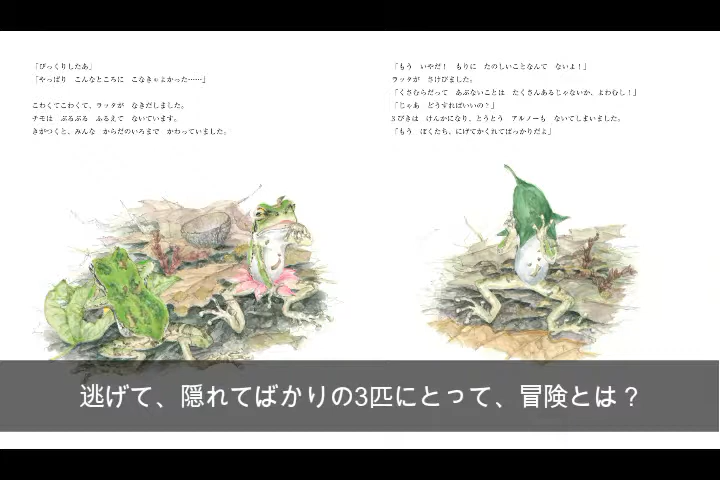 「びっくりしたあ」
「やっぱり　こんなところに　こなきゃよかった……」
こわくてこわくて、ラッタが　なきだしました。
チモは　ぶるぶる　ふるえて　ないています。
きがつくと、みんな　からだのいろまで　かわっていました。
「もう　いやだ！　もりに　たのしいことなんて　ないよ！」
ラッタが　さけびました。
「くさむらだって　あぶないことは　たくさんあるじゃないか、よわむし！」
「じゃあ　どうすればいいの？」
3びきは　けんかになり、とうとう　アルノーも　ないてしまいました。
「もう　ぼくたち、にげてかくれてばっかりだよ」
逃げて、隠れてばかりの3匹にとって、冒険とは？